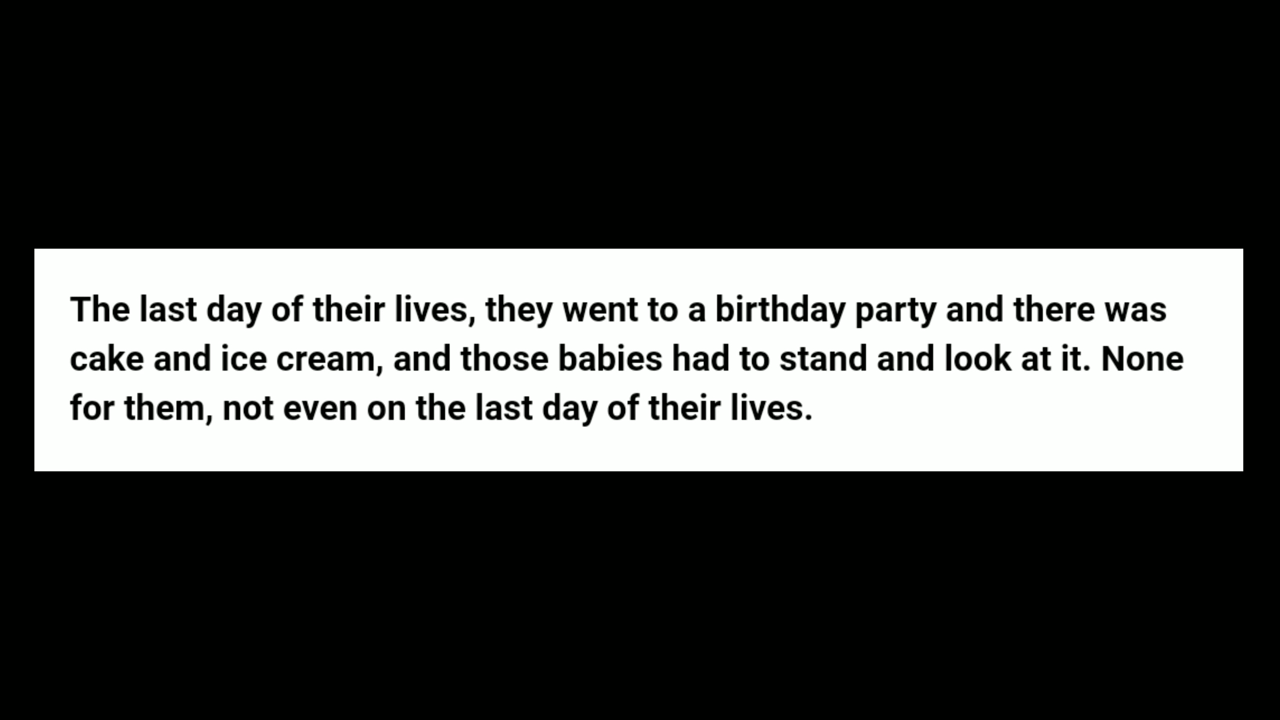 The last day of their lives, they went to a birthday party and there was
cake and ice cream, and those babies had to stand and look at it. None
for them, not even on the last day of their lives.